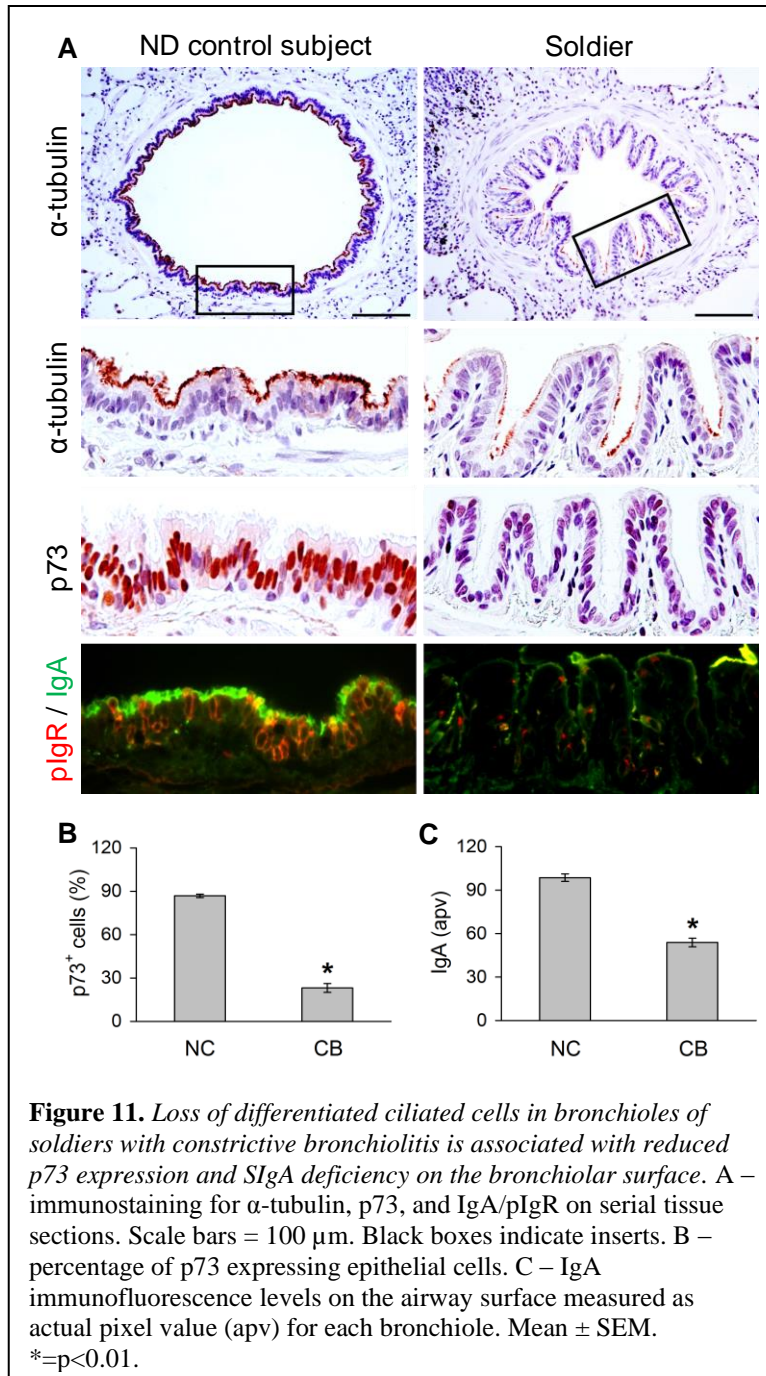 A
ND control subject
Soldier
α-tubulin
α-tubulin
p73
pIgR / IgA
B
120
90
60
30
0
p73⁺ cells (%)
*
NC
CB
C
120
90
60
30
0
IgA (apv)
*
NC
CB
Figure 11. Loss of differentiated ciliated cells in bronchioles of
soldiers with constrictive bronchiolitis is associated with reduced
p73 expression and SIgA deficiency on the bronchiolar surface. A –
immunostaining for α-tubulin, p73, and IgA/pIgR on serial tissue
sections. Scale bars = 100 µm. Black boxes indicate inserts. B –
percentage of p73 expressing epithelial cells. C – IgA
immunofluorescence levels on the airway surface measured as
actual pixel value (apv) for each bronchiole. Mean ± SEM.
*=p<0.01.